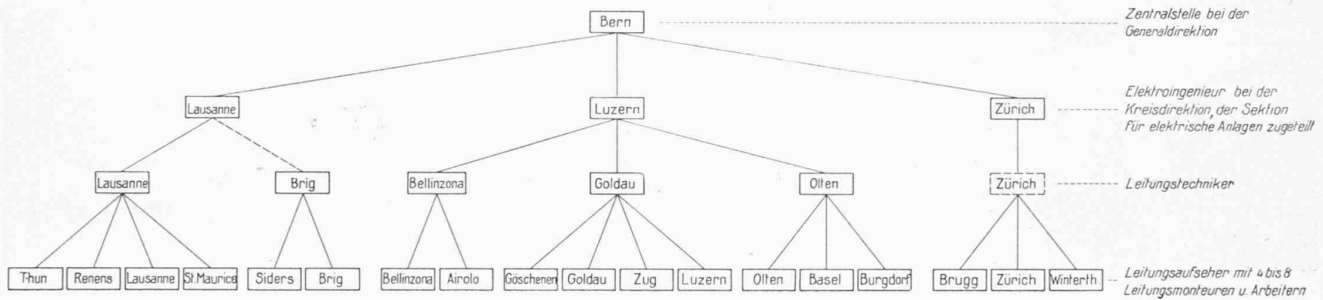 Bern
Zentralstelle bei der
Generaldirektion
Lausanne
Luzern
Zürich
Elektroingenieur bei der
Kreisdirektion, der Sektion
für elektrische Anlagen zugeteilt
Lausanne
Brig
Bellinzona
Goldau
Olten
Zürich
Leitungstechniker
Thun
Renens
Lausanne
St.Maurice
Siders
Brig
Bellinzona
Airolo
Göschenen
Goldau
Zug
Luzern
Olten
Basel
Burgdorf
Brugg
Zürich
Winterth.
Leitungsaufseher mit 4 bis 8
Leitungsmonteuren u. Arbeitern